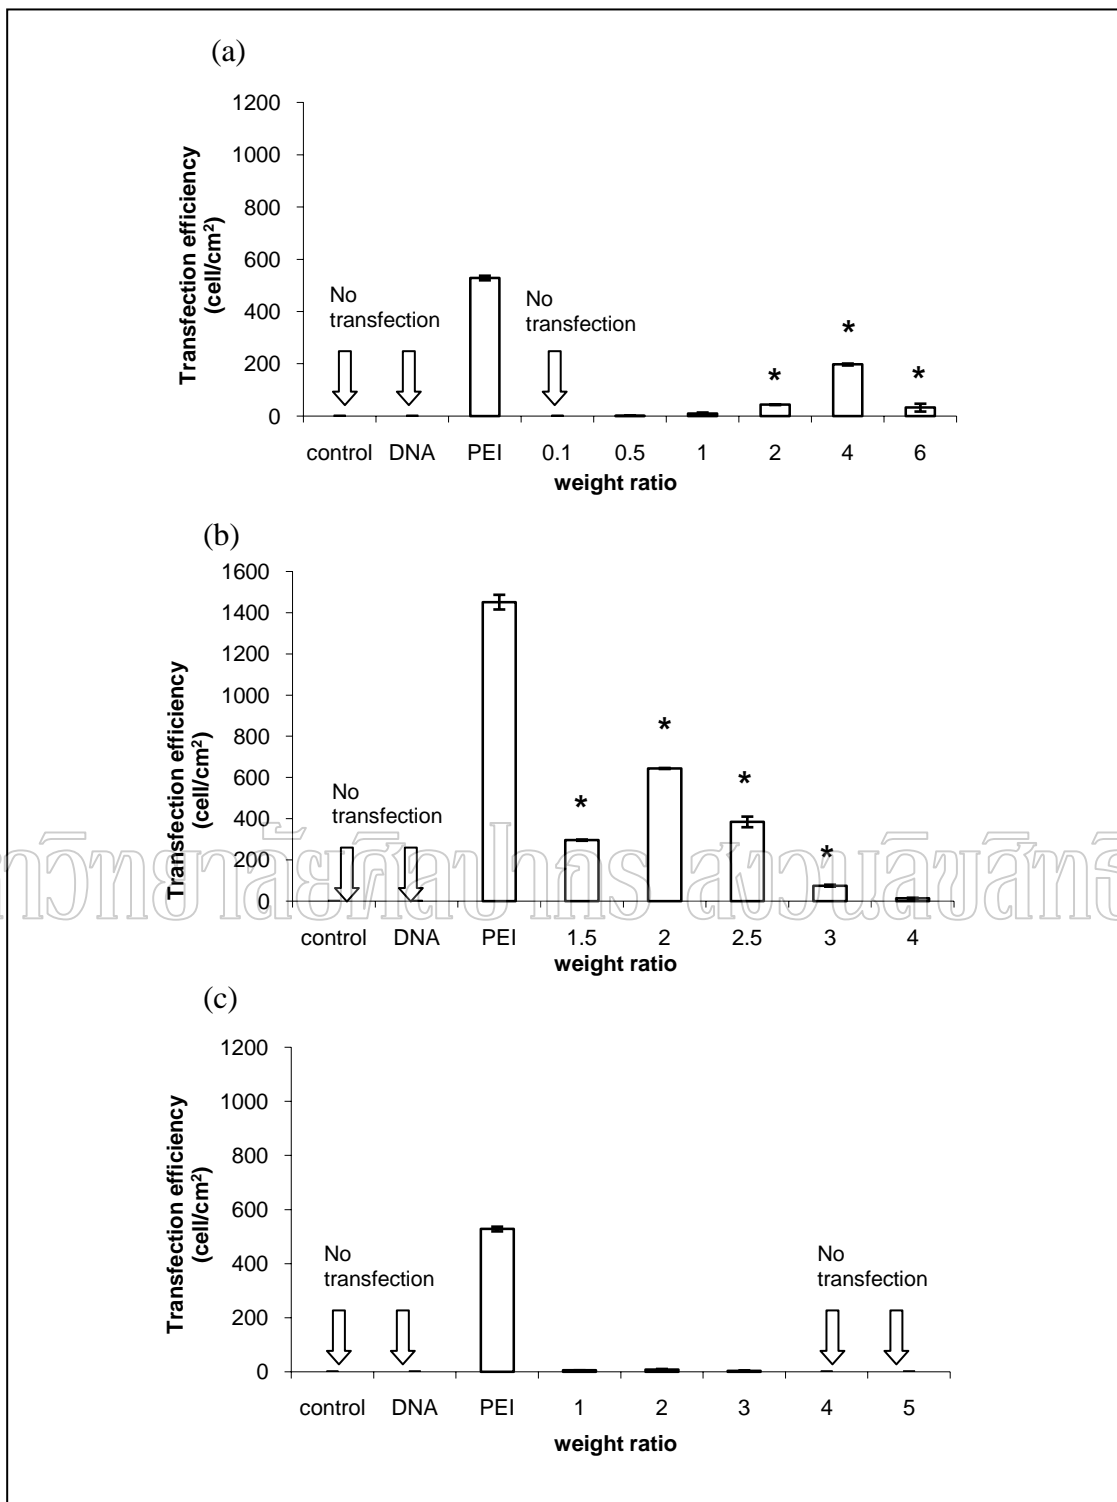 (a)
1200
1000
800
600
400
200
0
Transfection efficiency
(cell/cm²)
No
transfection
No
transfection
*
*
*
control DNA PEI 0.1 0.5 1 2 4 6
weight ratio
(b)
1600
1400
1200
1000
800
600
400
200
0
Transfection efficiency
(cell/cm²)
No
transfection
*
*
*
*
control DNA PEI 1.5 2 2.5 3 4
weight ratio
(c)
1200
1000
800
600
400
200
0
Transfection efficiency
(cell/cm²)
No
transfection
No
transfection
control DNA PEI 1 2 3 4 5
weight ratio